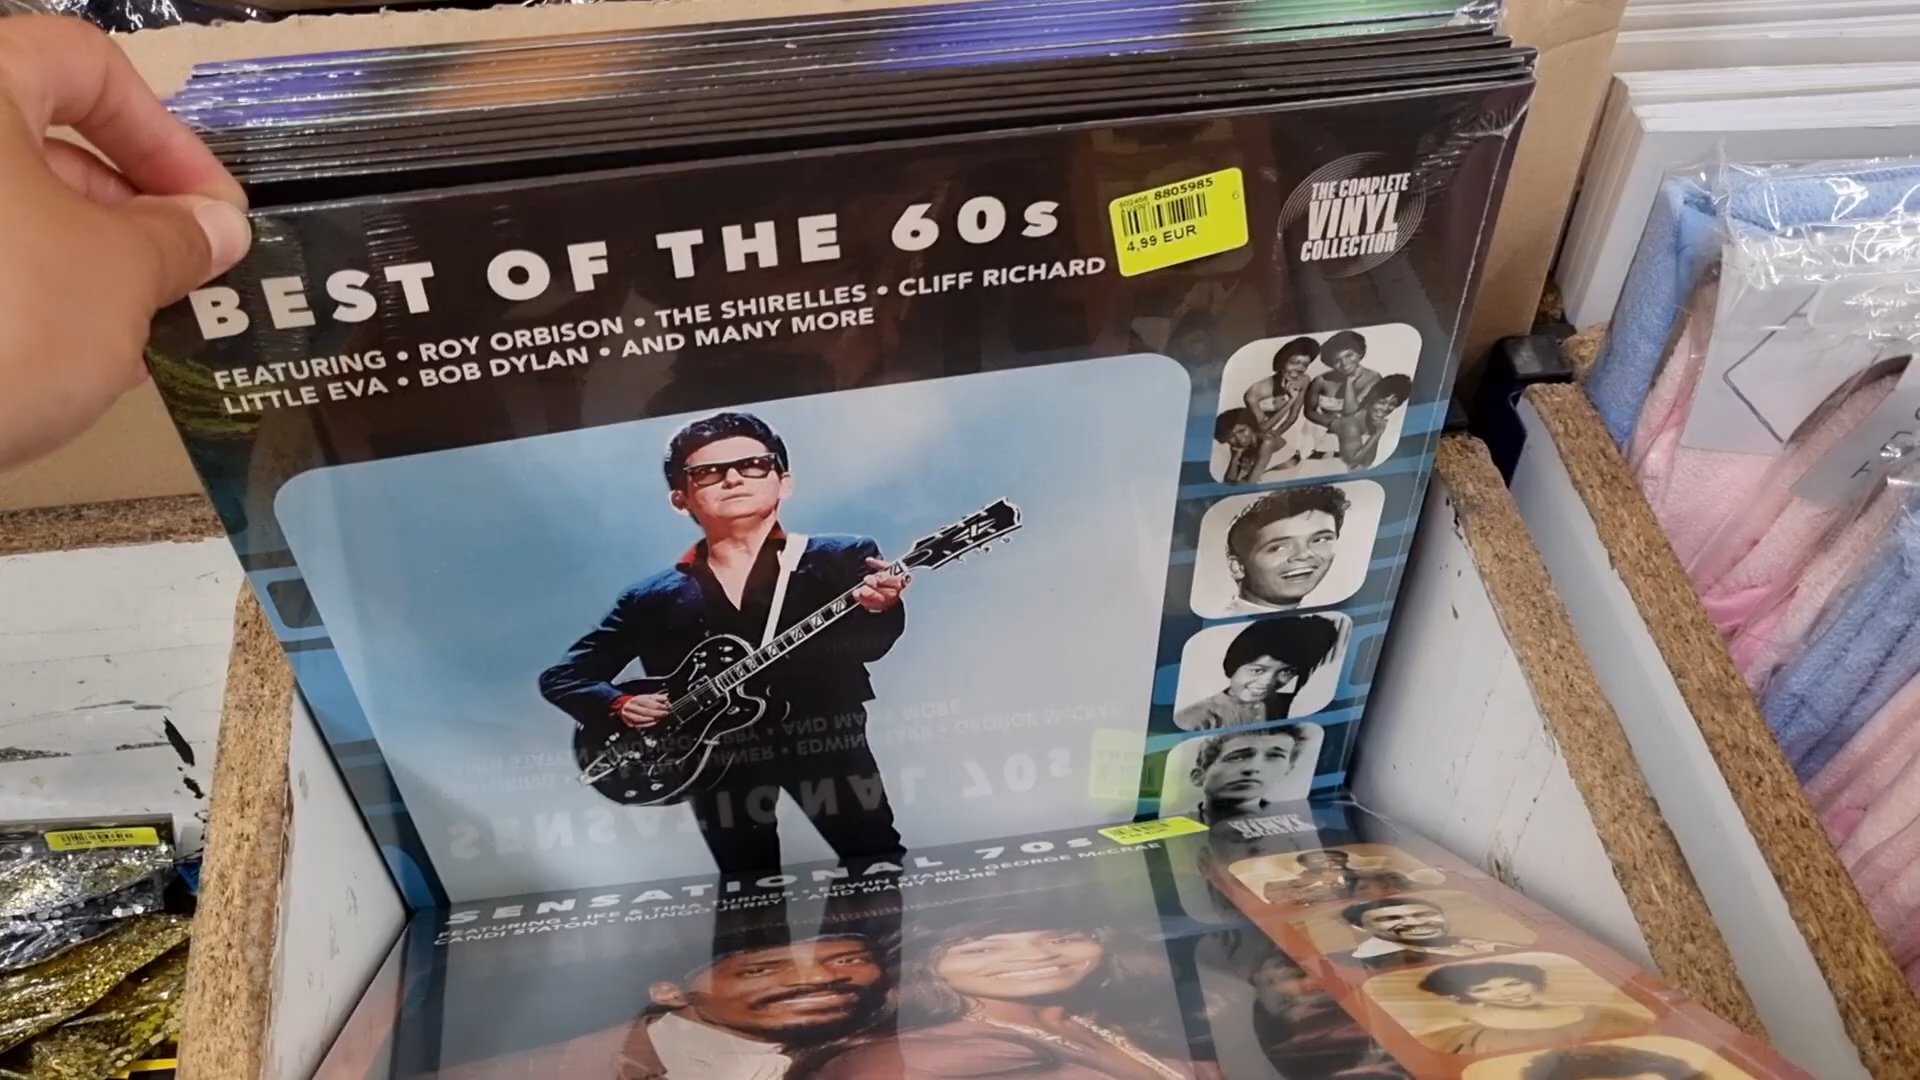 BEST OF THE 60s
FEATURING • ROY ORBISON • THE SHIRELLES • CLIFF RICHARD
LITTLE EVA • BOB DYLAN • AND MANY MORE
8805985
6
4,99 EUR
THE COMPLETE
VINYL
COLLECTION
SENSATIONAL 70s
FEATURING • IKE & TINA TURNER • EDWIN STARR • GEORGE McCRAE
CANDI STATON • MUNGO JERRY • AND MANY MORE